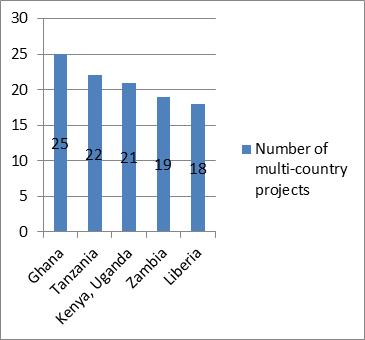 30
25
20
15
10
5
0
25
22
21
19
18
Ghana
Tanzania
Kenya, Uganda
Zambia
Liberia
Number of
multi-country
projects